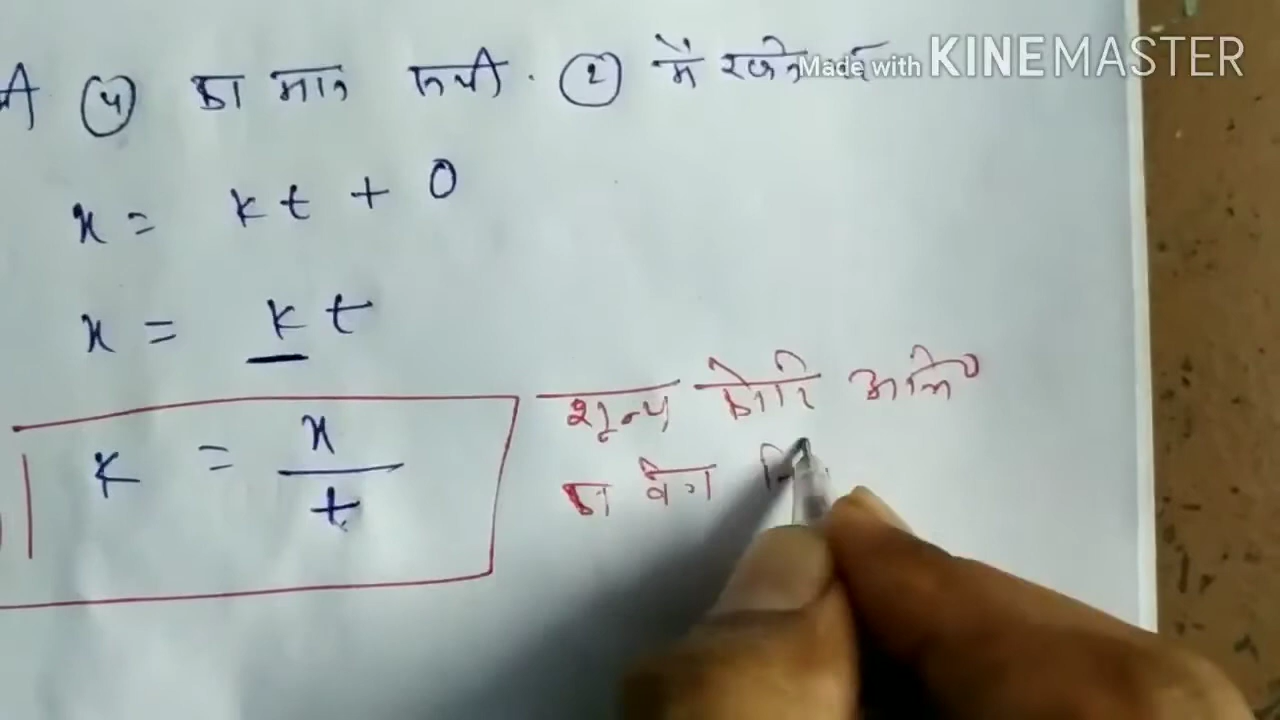 ④ का मान समी. ② में रखने पर
Made with KINEMASTER
x = kt + 0
x = kt
k = x/t
शून्य कोटि अभि०
का वेग